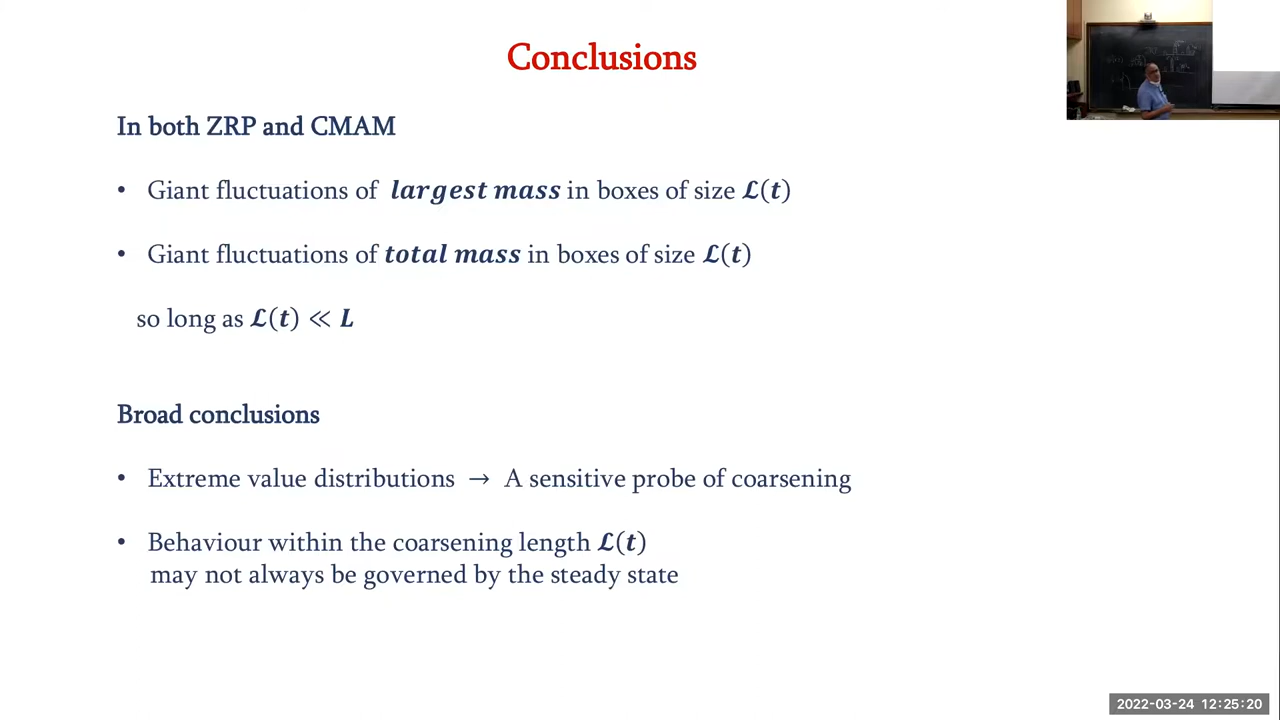 Conclusions
In both ZRP and CMAM
• Giant fluctuations of largest mass in boxes of size ℒ(t)
• Giant fluctuations of total mass in boxes of size ℒ(t)
so long as ℒ(t) ≪ L
Broad conclusions
• Extreme value distributions → A sensitive probe of coarsening
• Behaviour within the coarsening length ℒ(t)
may not always be governed by the steady state
2022-03-24 12:25:20